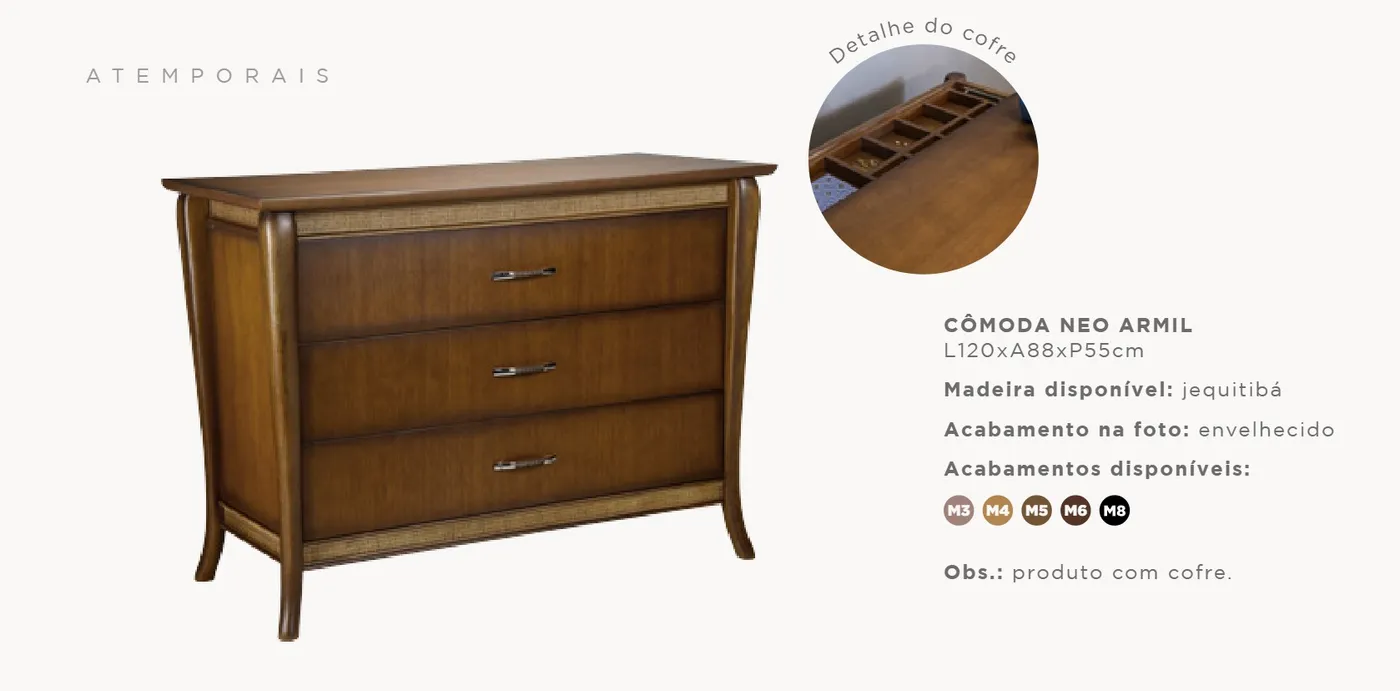 ATEMPORAIS
Detalhe do cofre
CÔMODA NEO ARMIL
L120xA88xP55cm
Madeira disponível: jequitibá
Acabamento na foto: envelhecido
Acabamentos disponíveis:
M3 M4 M5 M6 M8
Obs.: produto com cofre.